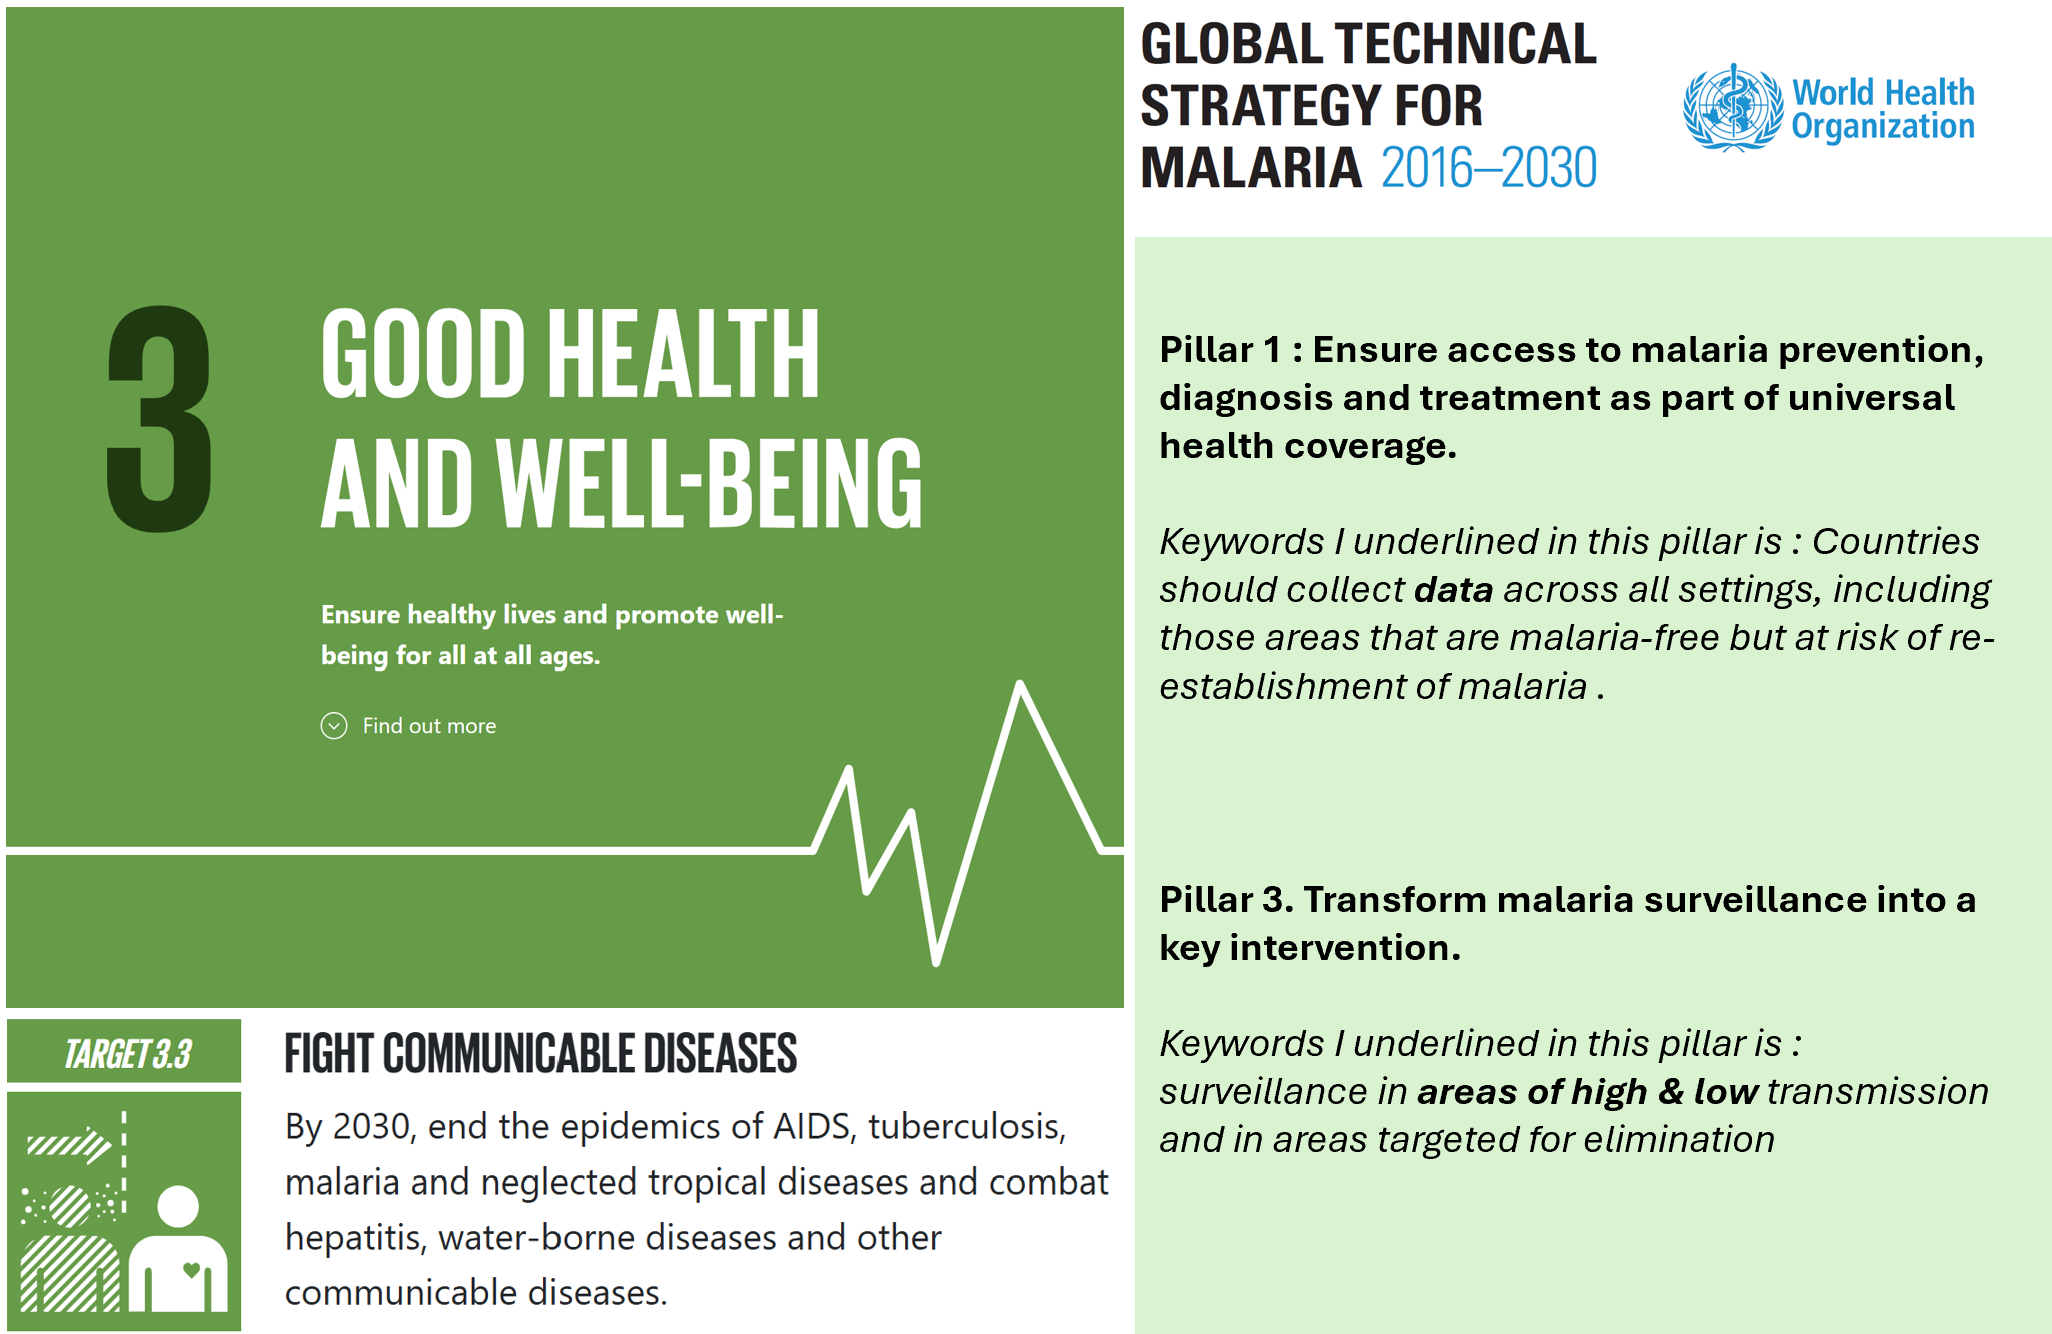 3
GOOD HEALTH
AND WELL-BEING
Ensure healthy lives and promote well-
being for all at all ages.
Find out more
TARGET 3.3
FIGHT COMMUNICABLE DISEASES
By 2030, end the epidemics of AIDS, tuberculosis,
malaria and neglected tropical diseases and combat
hepatitis, water-borne diseases and other
communicable diseases.
GLOBAL TECHNICAL
STRATEGY FOR
MALARIA 2016–2030
World Health
Organization
Pillar 1 : Ensure access to malaria prevention,
diagnosis and treatment as part of universal
health coverage.
Keywords I underlined in this pillar is : Countries
should collect data across all settings, including
those areas that are malaria-free but at risk of re-
establishment of malaria .
Pillar 3. Transform malaria surveillance into a
key intervention.
Keywords I underlined in this pillar is :
surveillance in areas of high & low transmission
and in areas targeted for elimination